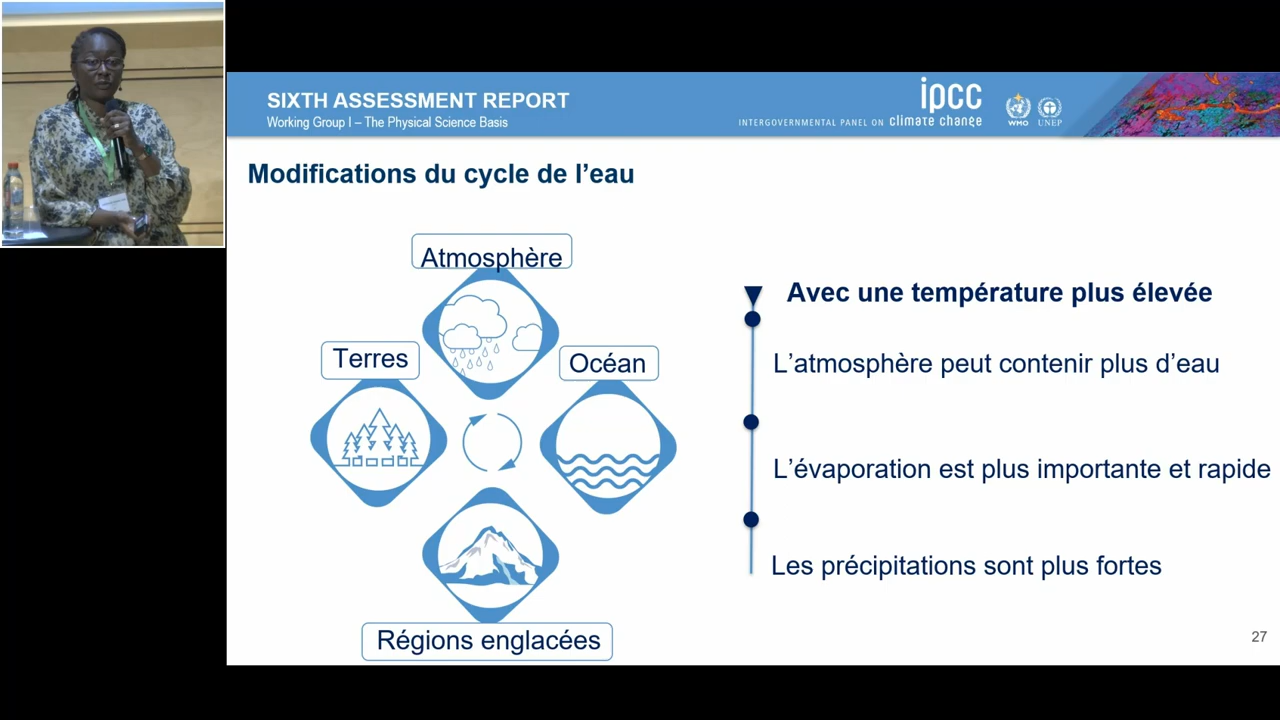 SIXTH ASSESSMENT REPORT
Working Group I – The Physical Science Basis
ipcc
INTERGOVERNMENTAL PANEL ON climate change
WMO
UNEP
Modifications du cycle de l’eau
Atmosphère
Terres
Océan
Régions englacées
Avec une température plus élevée
L’atmosphère peut contenir plus d’eau
L’évaporation est plus importante et rapide
Les précipitations sont plus fortes
27